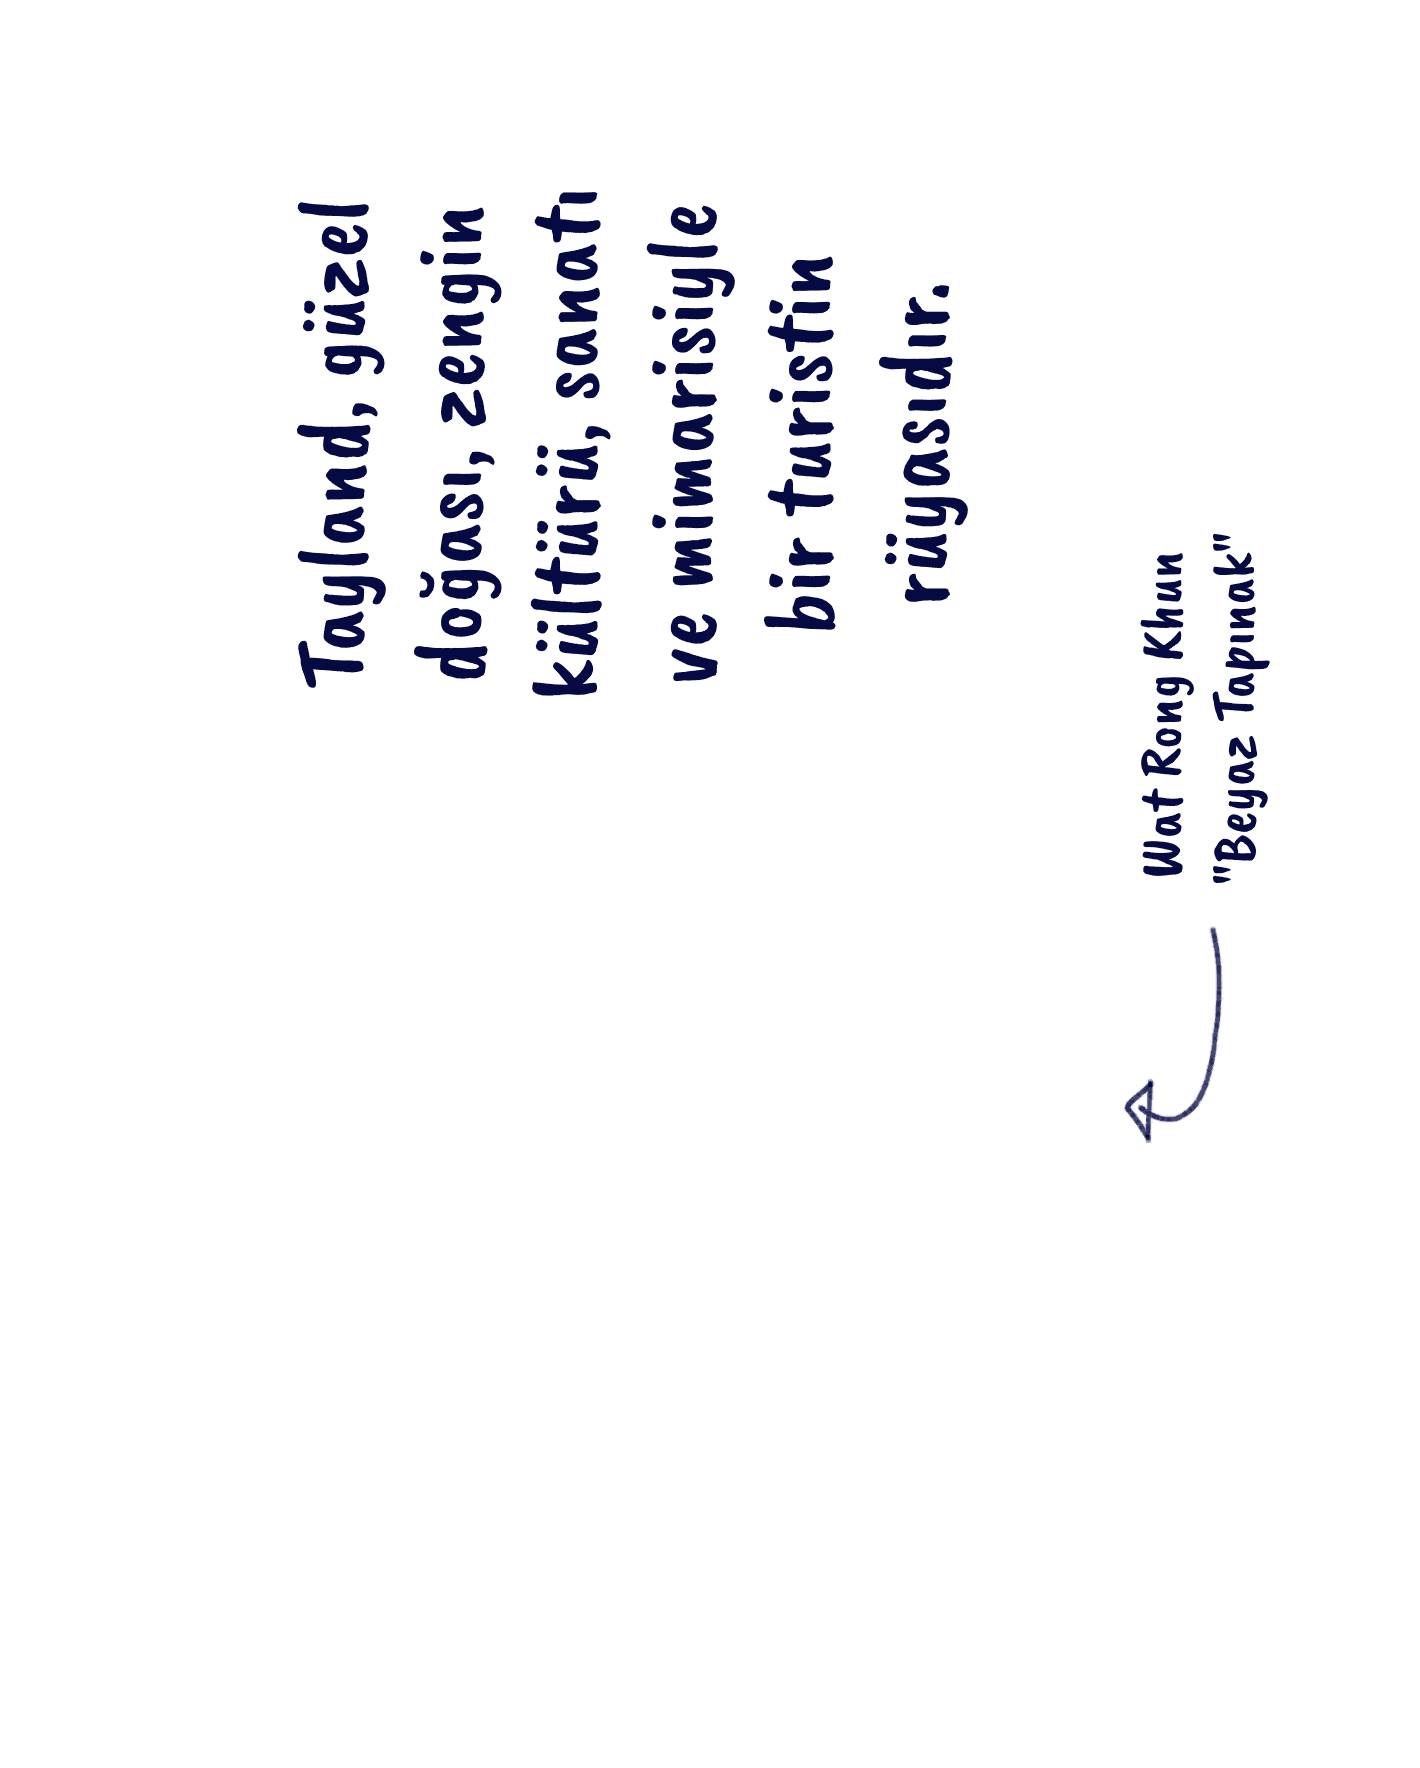 Tayland, güzel
doğası, zengin
kültürü, sanatı
ve mimarisiyle
bir turistin
rüyasıdır.
Wat Rong Khun
"Beyaz Tapınak"